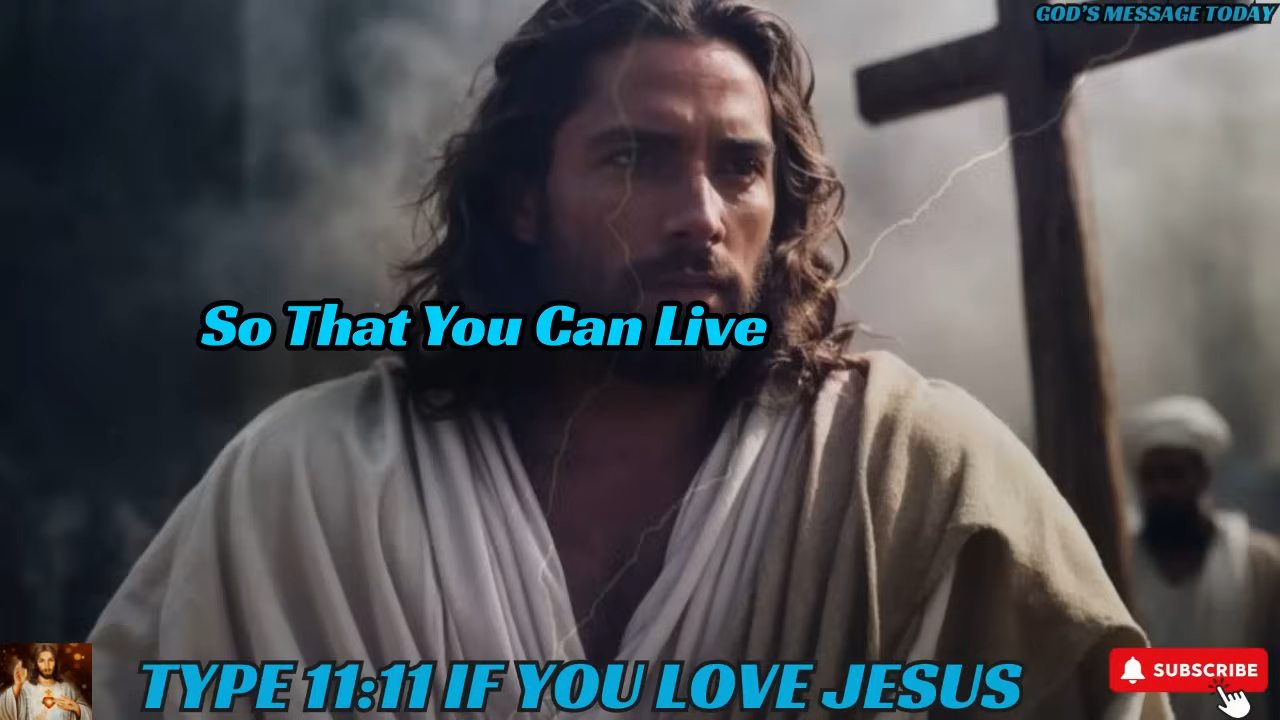 GOD'S MESSAGE TODAY
So That You Can Live
TYPE 11:11 IF YOU LOVE JESUS
SUBSCRIBE